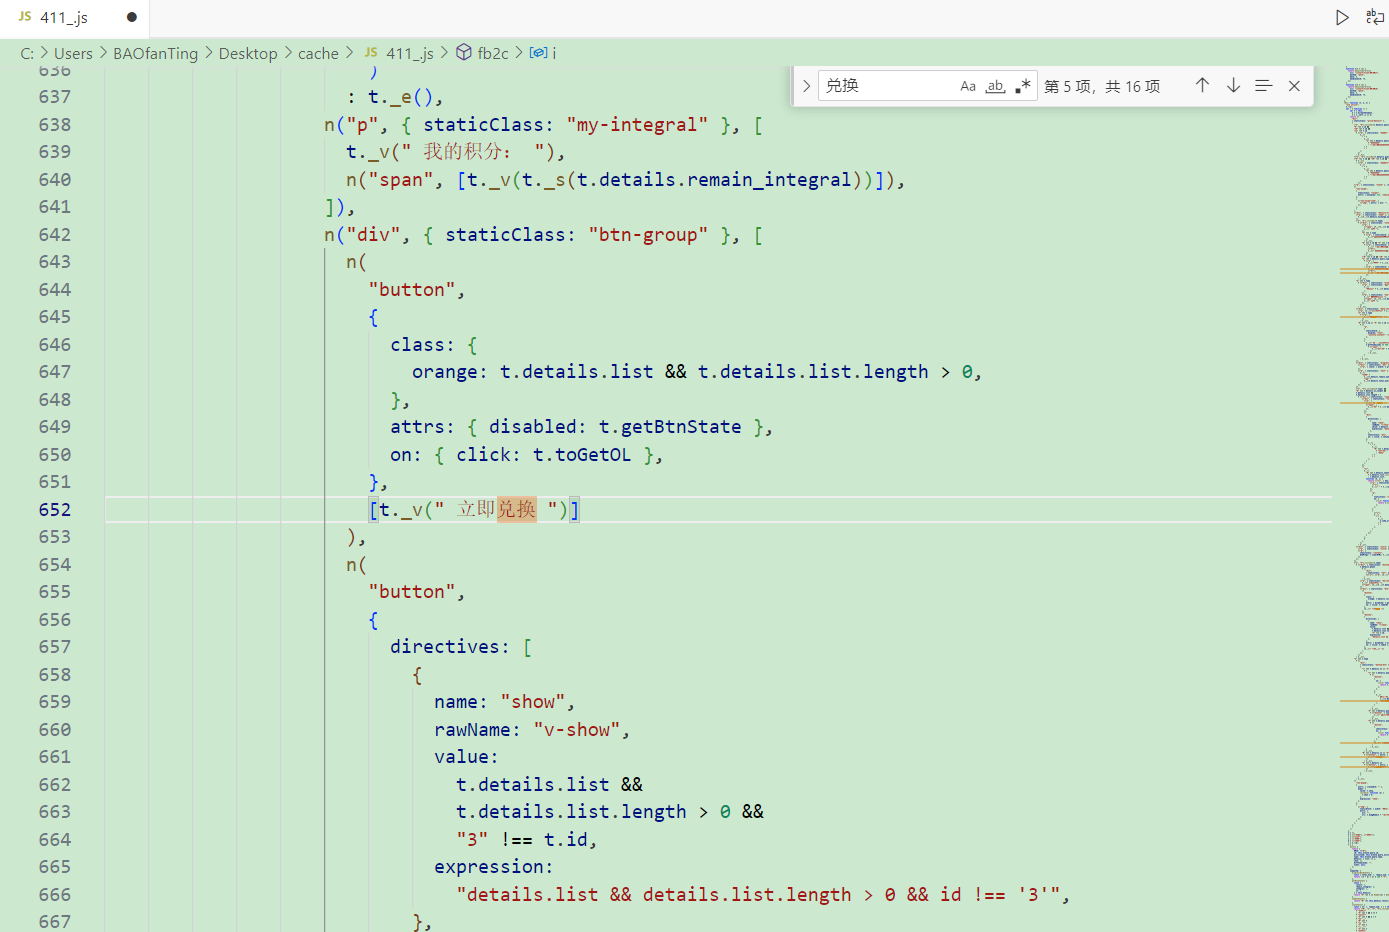 JS 411_.js ●
C: > Users > BAOfanTing > Desktop > cache > JS 411_.js > fb2c > i
兑换 Aa ab .* 第 5 项，共 16 项
636 )
637 : t._e(),
638 n("p", { staticClass: "my-integral" }, [
639 t._v(" 我的积分： "),
640 n("span", [t._v(t._s(t.details.remain_integral))]),
641 ]),
642 n("div", { staticClass: "btn-group" }, [
643 n(
644 "button",
645 {
646 class: {
647 orange: t.details.list && t.details.list.length > 0,
648 },
649 attrs: { disabled: t.getBtnState },
650 on: { click: t.toGetOL },
651 },
652 [t._v(" 立即兑换 ")]
653 ),
654 n(
655 "button",
656 {
657 directives: [
658 {
659 name: "show",
660 rawName: "v-show",
661 value:
662 t.details.list &&
663 t.details.list.length > 0 &&
664 "3" !== t.id,
665 expression:
666 "details.list && details.list.length > 0 && id !== '3'",
667 },